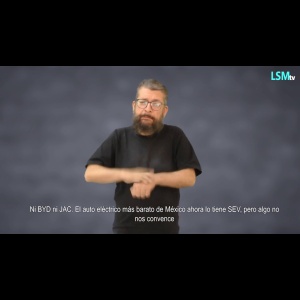 LSMtv
Ni BYD ni JAC. El auto eléctrico más barato de México ahora lo tiene SEV, pero algo no
nos convence